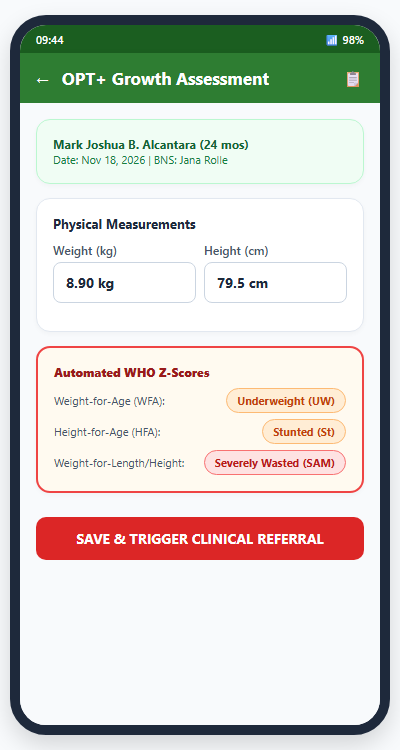 09:44 98%
← OPT+ Growth Assessment
Mark Joshua B. Alcantara (24 mos)
Date: Nov 18, 2026 | BNS: Jana Rolle
Physical Measurements
Weight (kg) Height (cm)
8.90 kg 79.5 cm
Automated WHO Z-Scores
Weight-for-Age (WFA): Underweight (UW)
Height-for-Age (HFA): Stunted (St)
Weight-for-Length/Height: Severely Wasted (SAM)
SAVE & TRIGGER CLINICAL REFERRAL